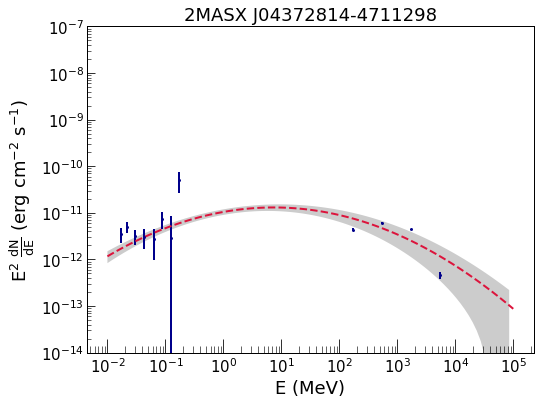 2MASX J04372814-4711298
E² dN/dE (erg cm⁻² s⁻¹)
10⁻⁷
10⁻⁸
10⁻⁹
10⁻¹⁰
10⁻¹¹
10⁻¹²
10⁻¹³
10⁻¹⁴
10⁻² 10⁻¹ 10⁰ 10¹ 10² 10³ 10⁴ 10⁵
E (MeV)